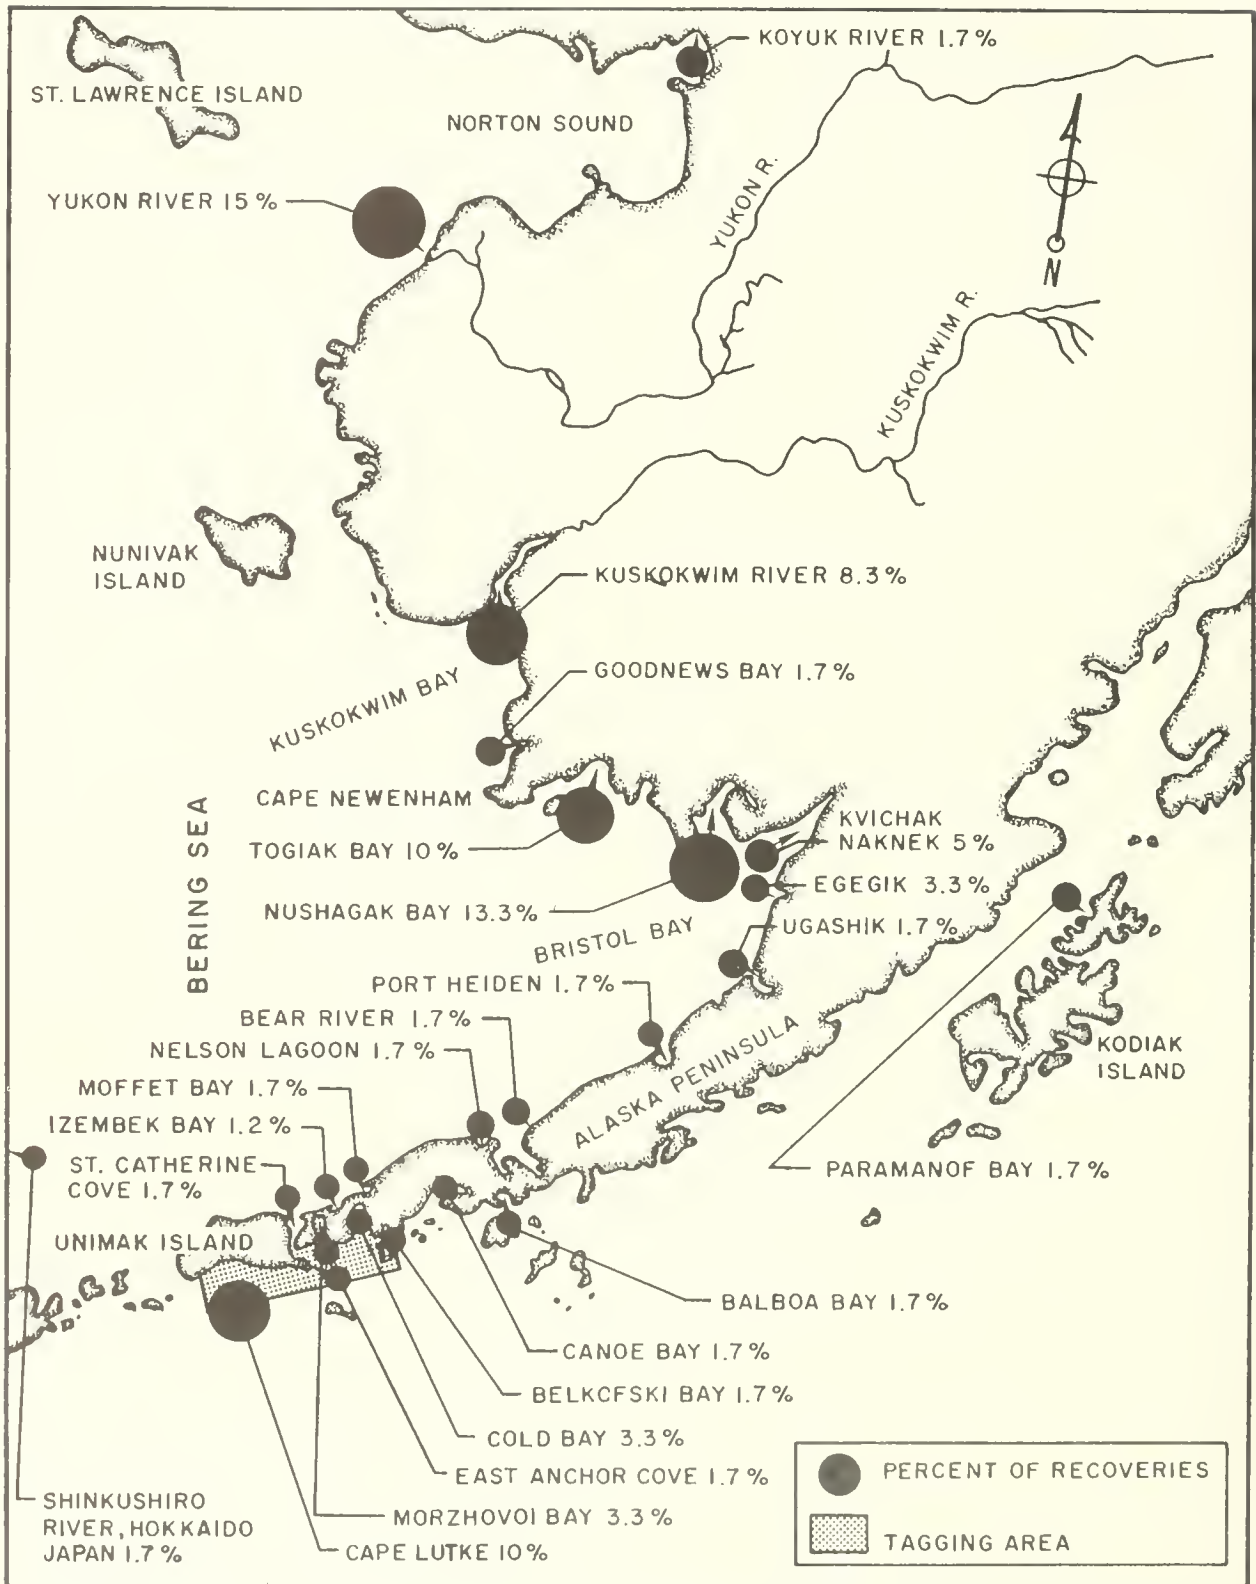 KOYUK RIVER 1.7%
ST. LAWRENCE ISLAND
NORTON SOUND
YUKON RIVER 15%
YUKON R.
N
KUSKOKWIM R.
NUNIVAK
ISLAND
KUSKOKWIM RIVER 8.3%
GOODNEWS BAY 1.7%
KUSKOKWIM BAY
CAPE NEWENHAM
BERING SEA
TOGIAK BAY 10%
KVICHAK
NAKNEK 5%
EGEGIK 3.3%
NUSHAGAK BAY 13.3%
UGASHIK 1.7%
BRISTOL BAY
PORT HEIDEN 1.7%
BEAR RIVER 1.7%
NELSON LAGOON 1.7%
ALASKA PENINSULA
KODIAK
ISLAND
MOFFET BAY 1.7%
IZEMBEK BAY 1.2%
ST. CATHERINE
COVE 1.7%
PARAMANOF BAY 1.7%
UNIMAK ISLAND
BALBOA BAY 1.7%
CANOE BAY 1.7%
BELKCFSKI BAY 1.7%
COLD BAY 3.3%
EAST ANCHOR COVE 1.7%
MORZHOVOI BAY 3.3%
CAPE LUTKE 10%
SHINKUSHIRO
RIVER, HOKKAIDO
JAPAN 1.7%
PERCENT OF RECOVERIES
TAGGING AREA